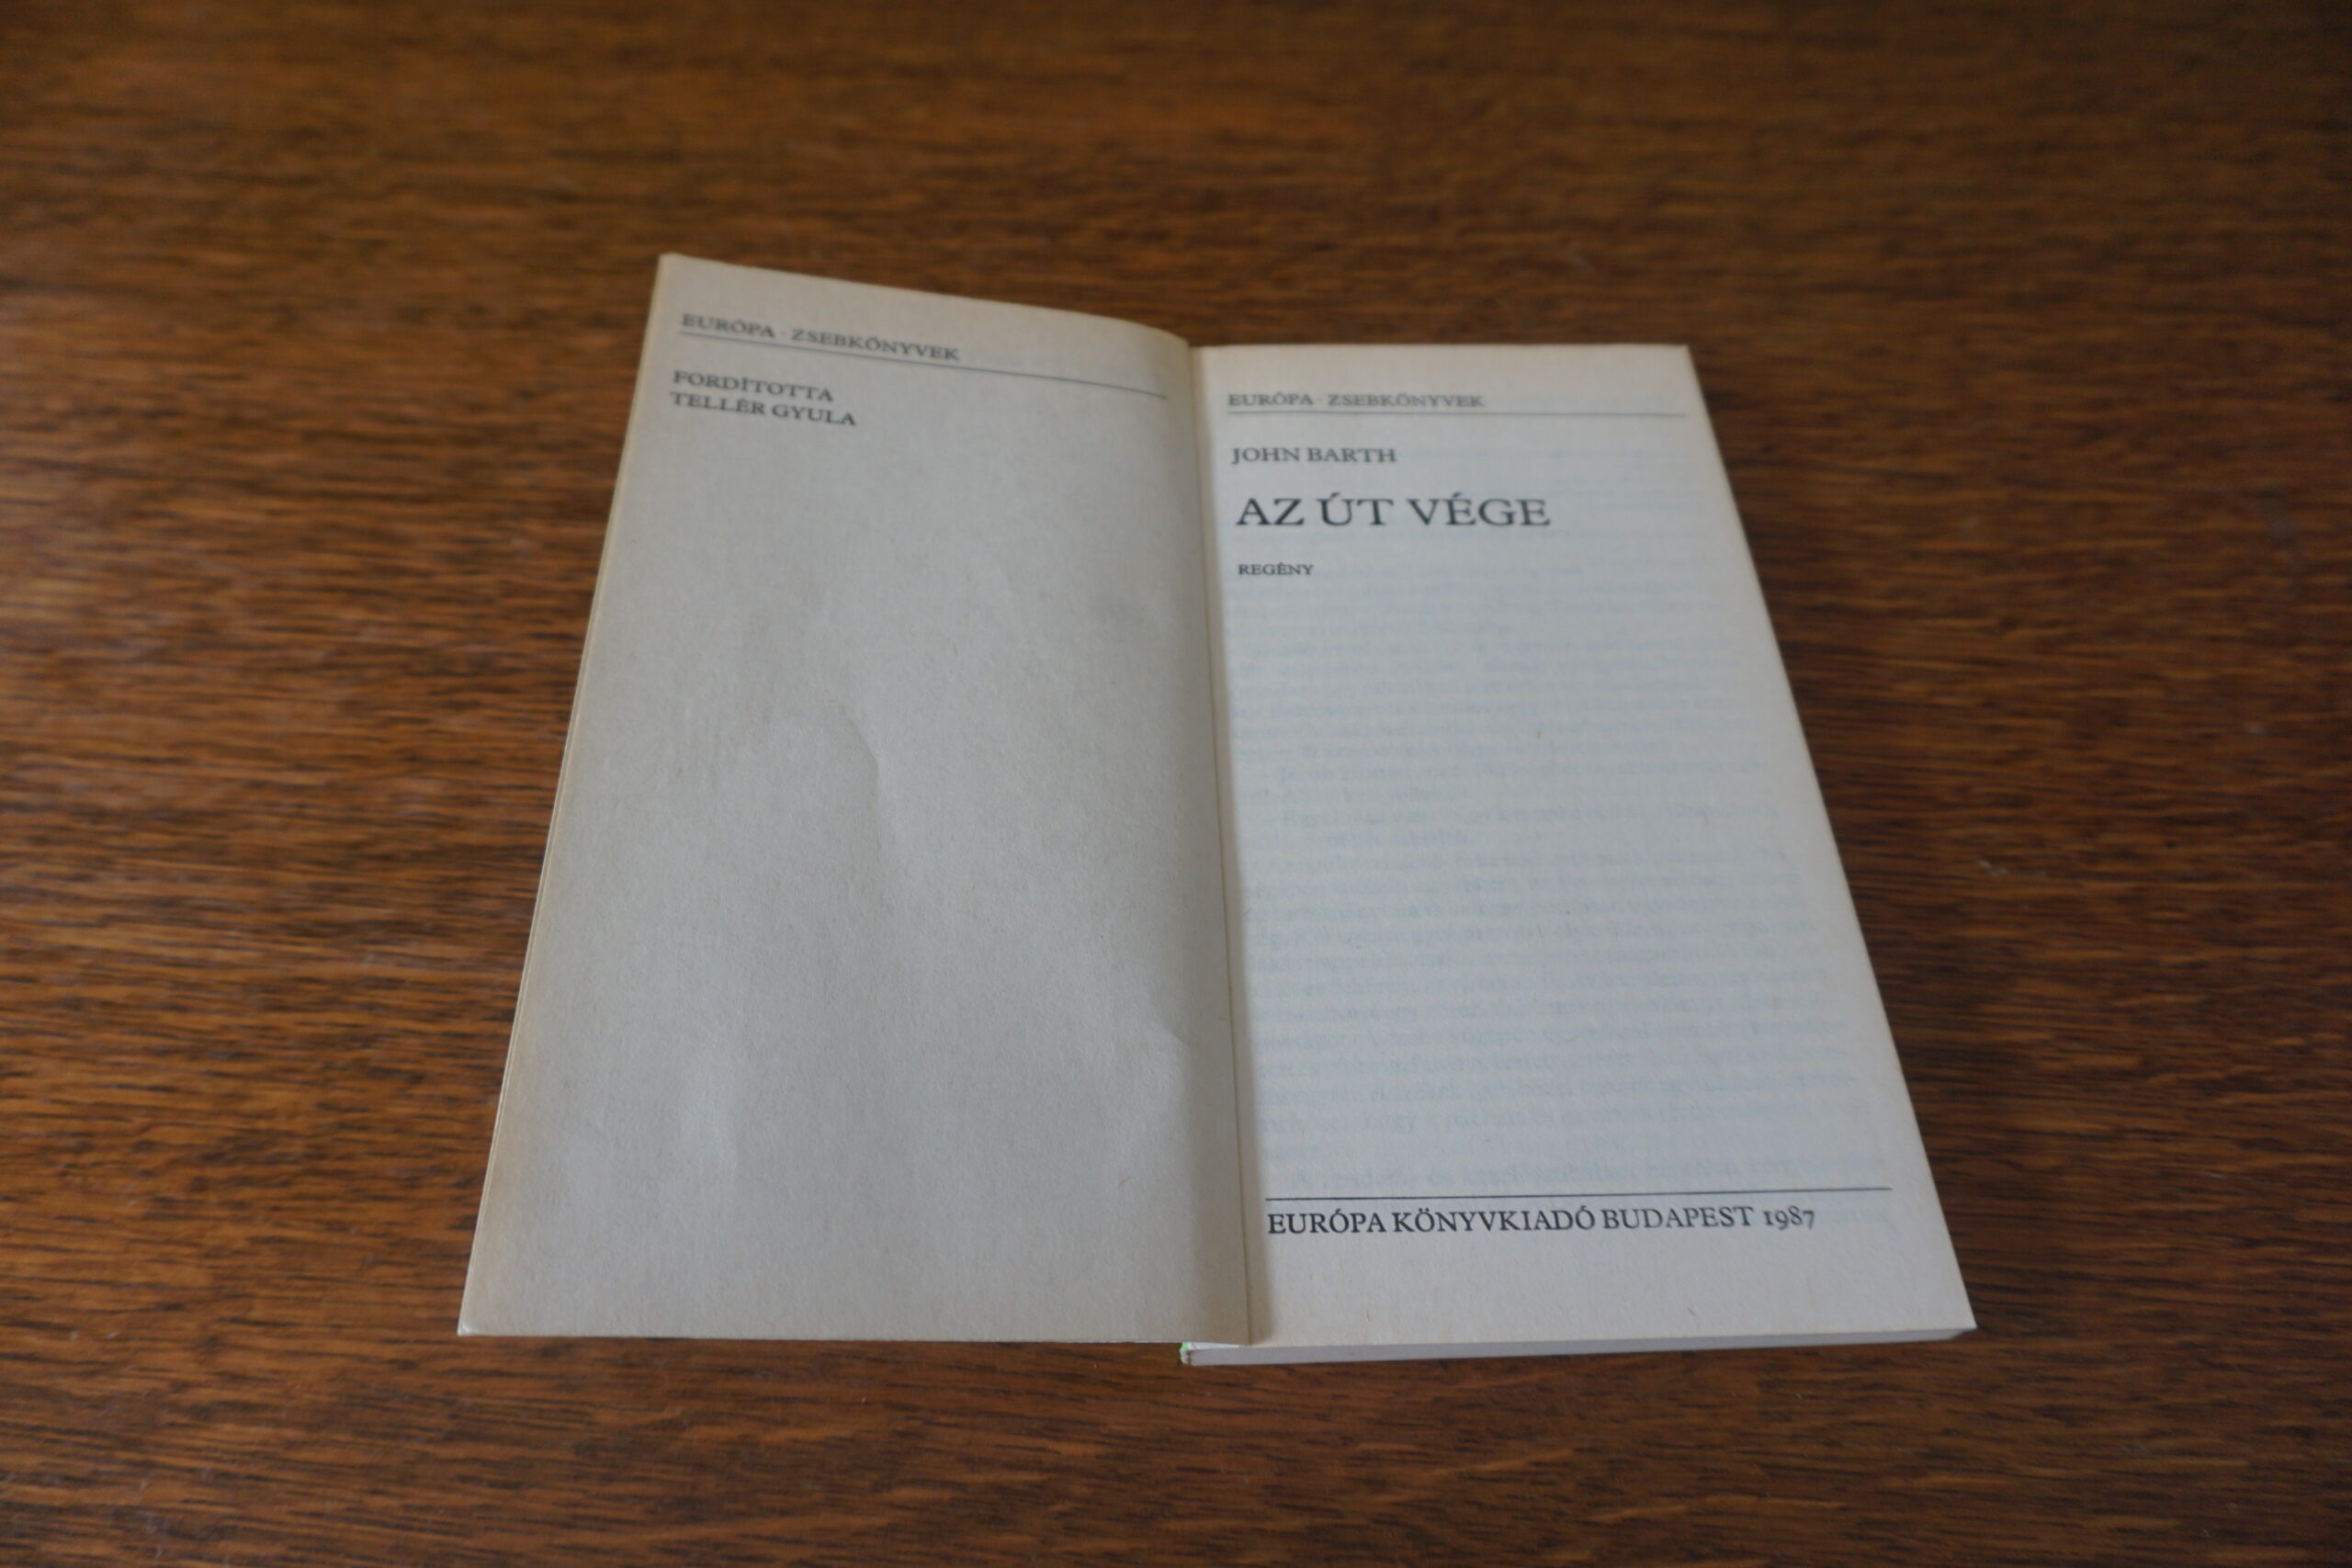 EURÓPA · ZSEBKÖNYVEK
FORDÍTOTTA
TELLÉR GYULA
EURÓPA · ZSEBKÖNYVEK
JOHN BARTH
AZ ÚT VÉGE
REGÉNY
EURÓPA KÖNYVKIADÓ BUDAPEST 1987